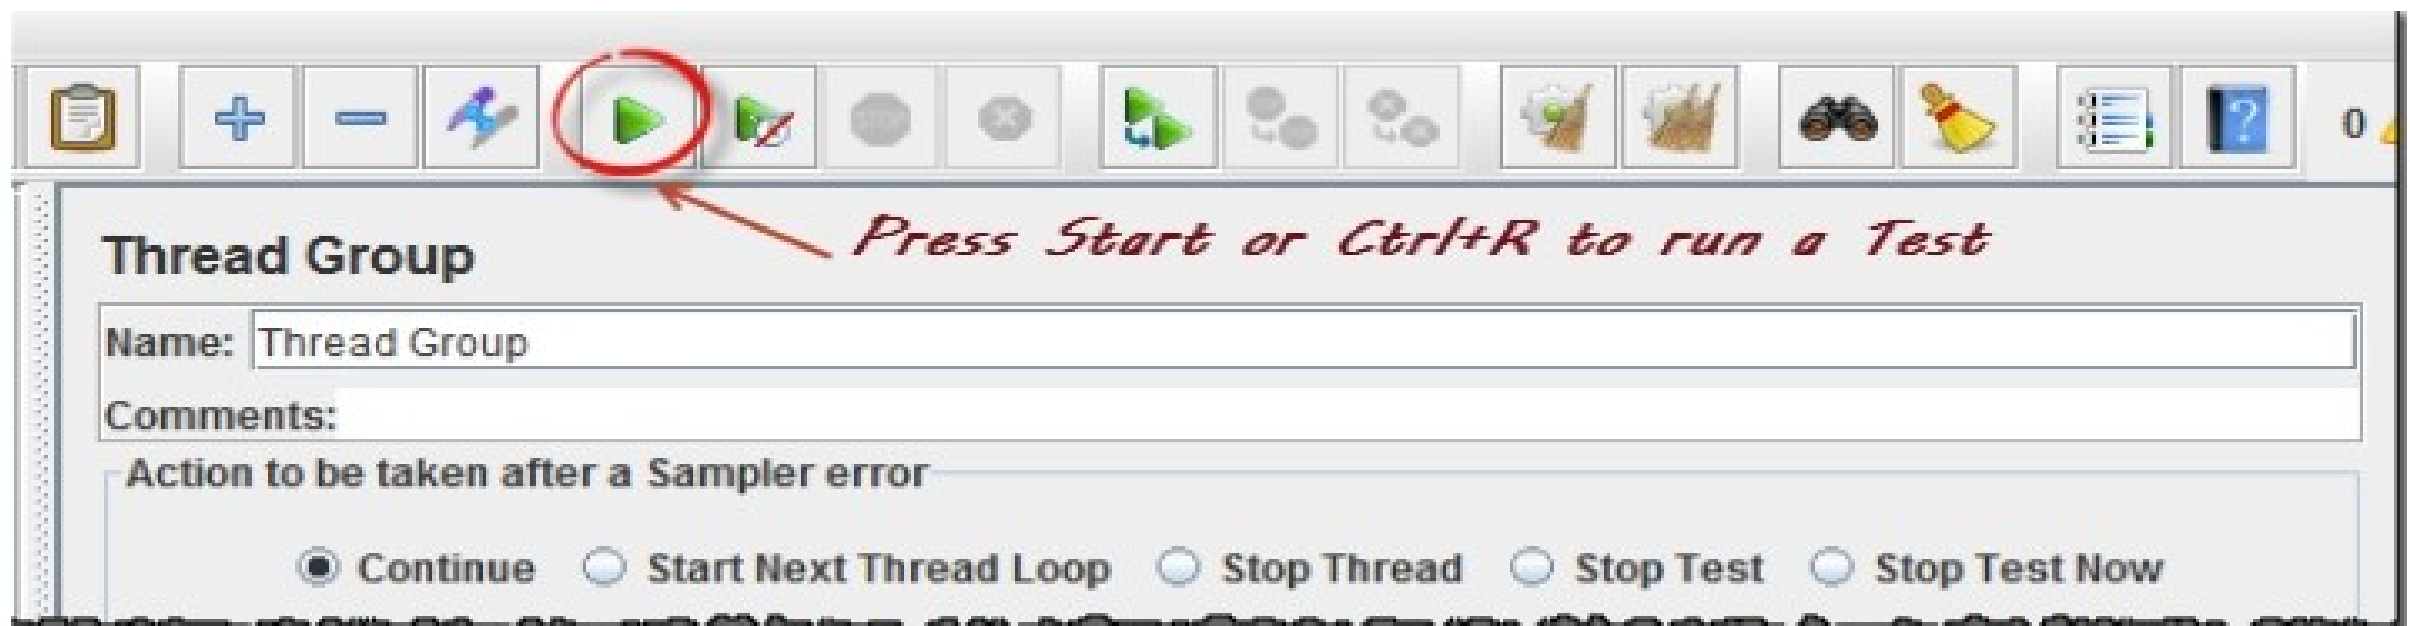 0
Press Start or Ctrl+R to run a Test
Thread Group
Name: Thread Group
Comments:
Action to be taken after a Sampler error
Continue Start Next Thread Loop Stop Thread Stop Test Stop Test Now